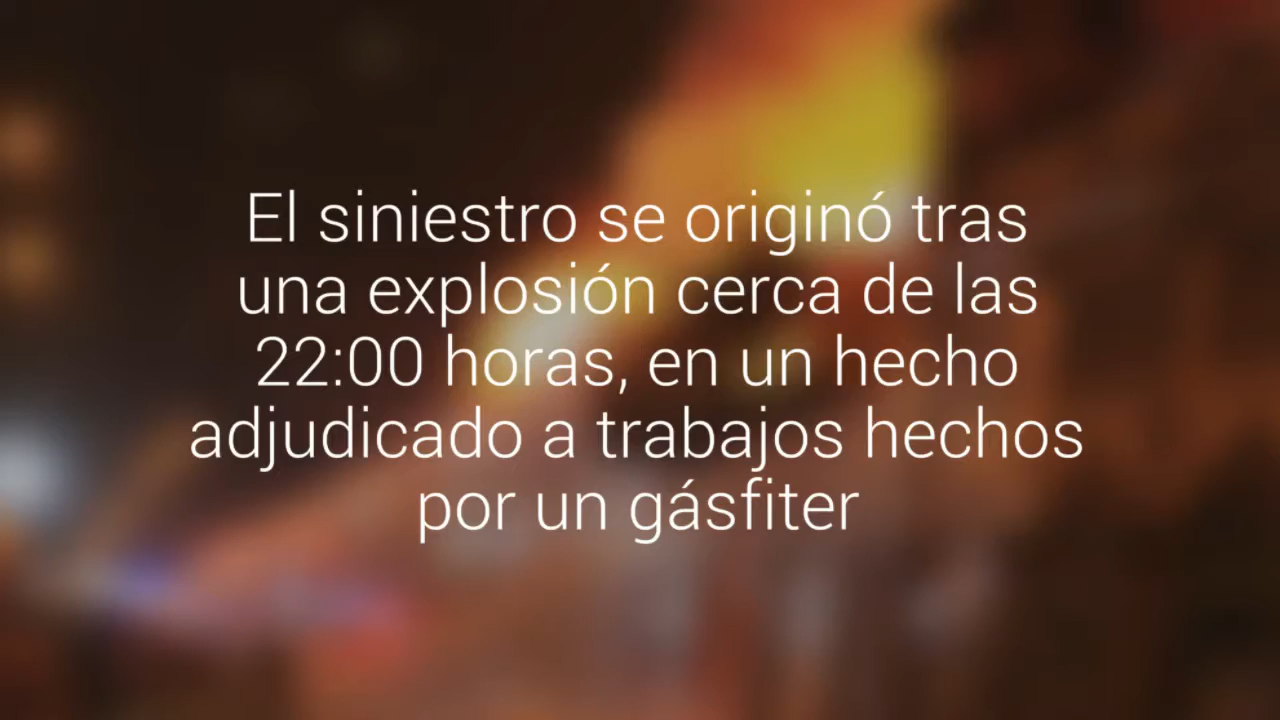 El siniestro se originó tras
una explosión cerca de las
22:00 horas, en un hecho
adjudicado a trabajos hechos
por un gásfiter